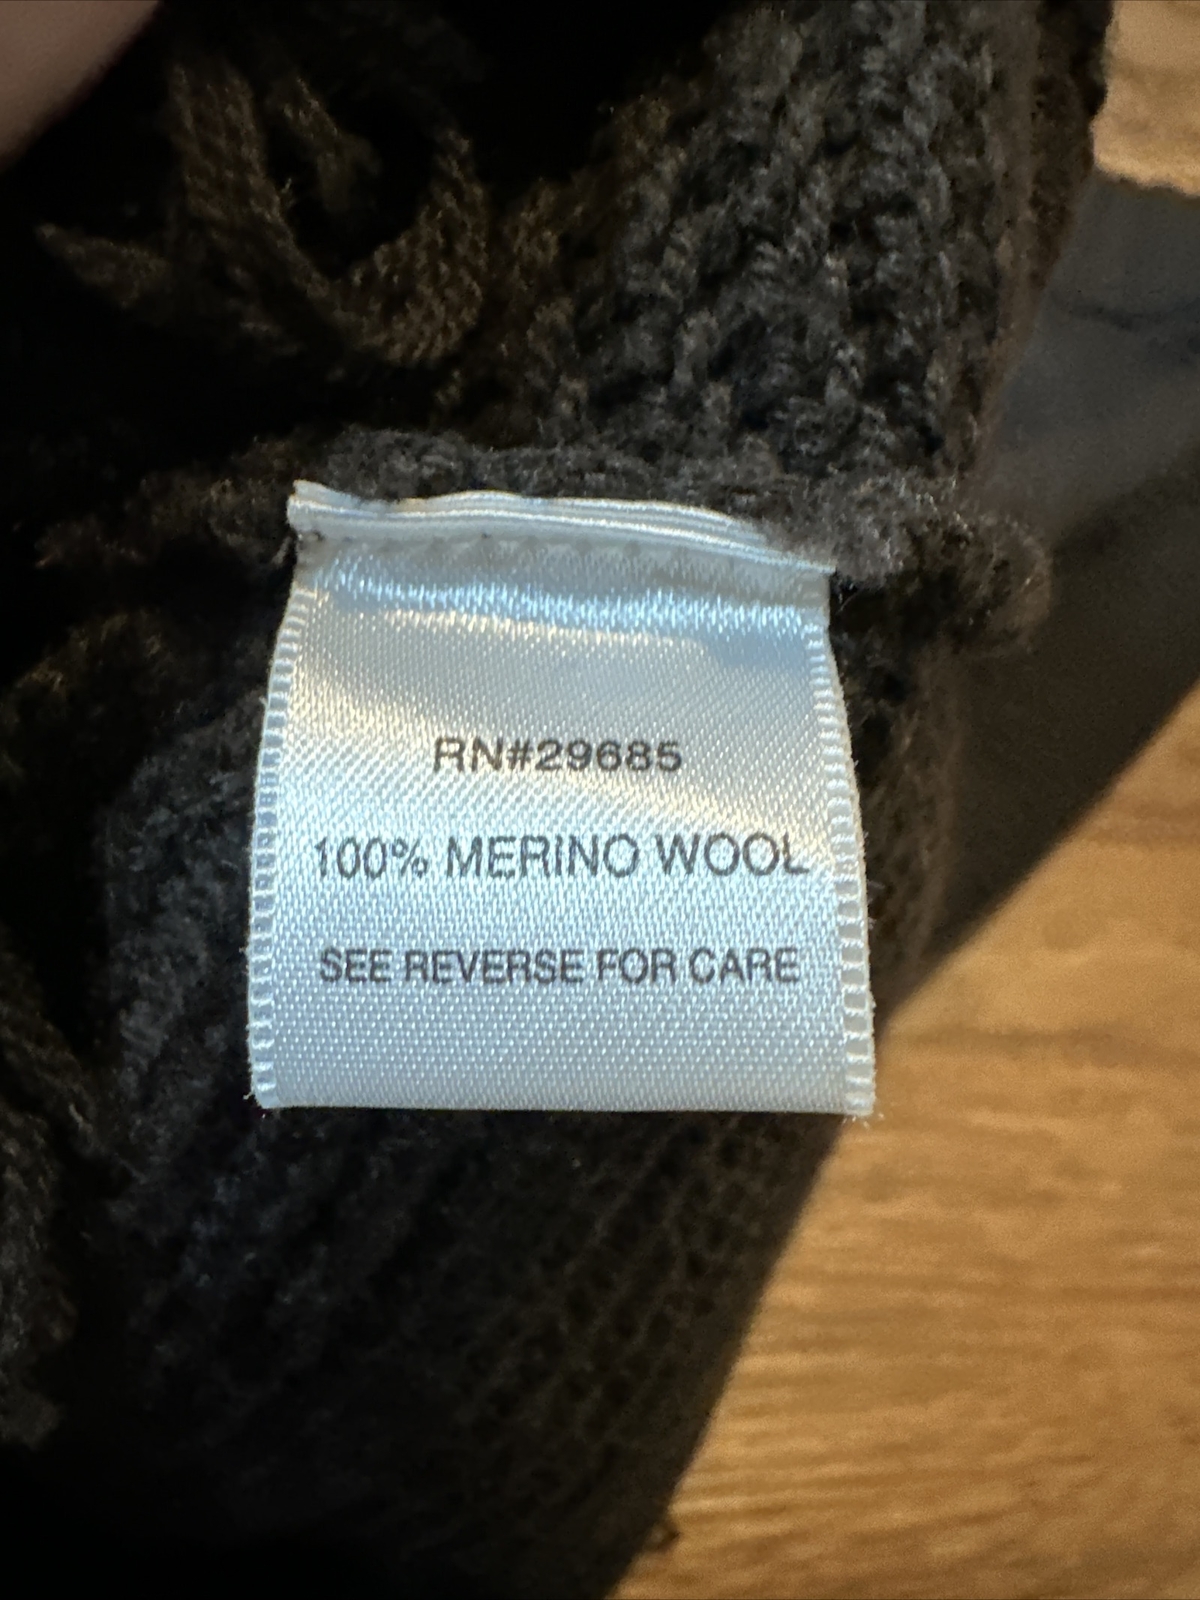 RN#29685
100% MERINO WOOL
SEE REVERSE FOR CARE